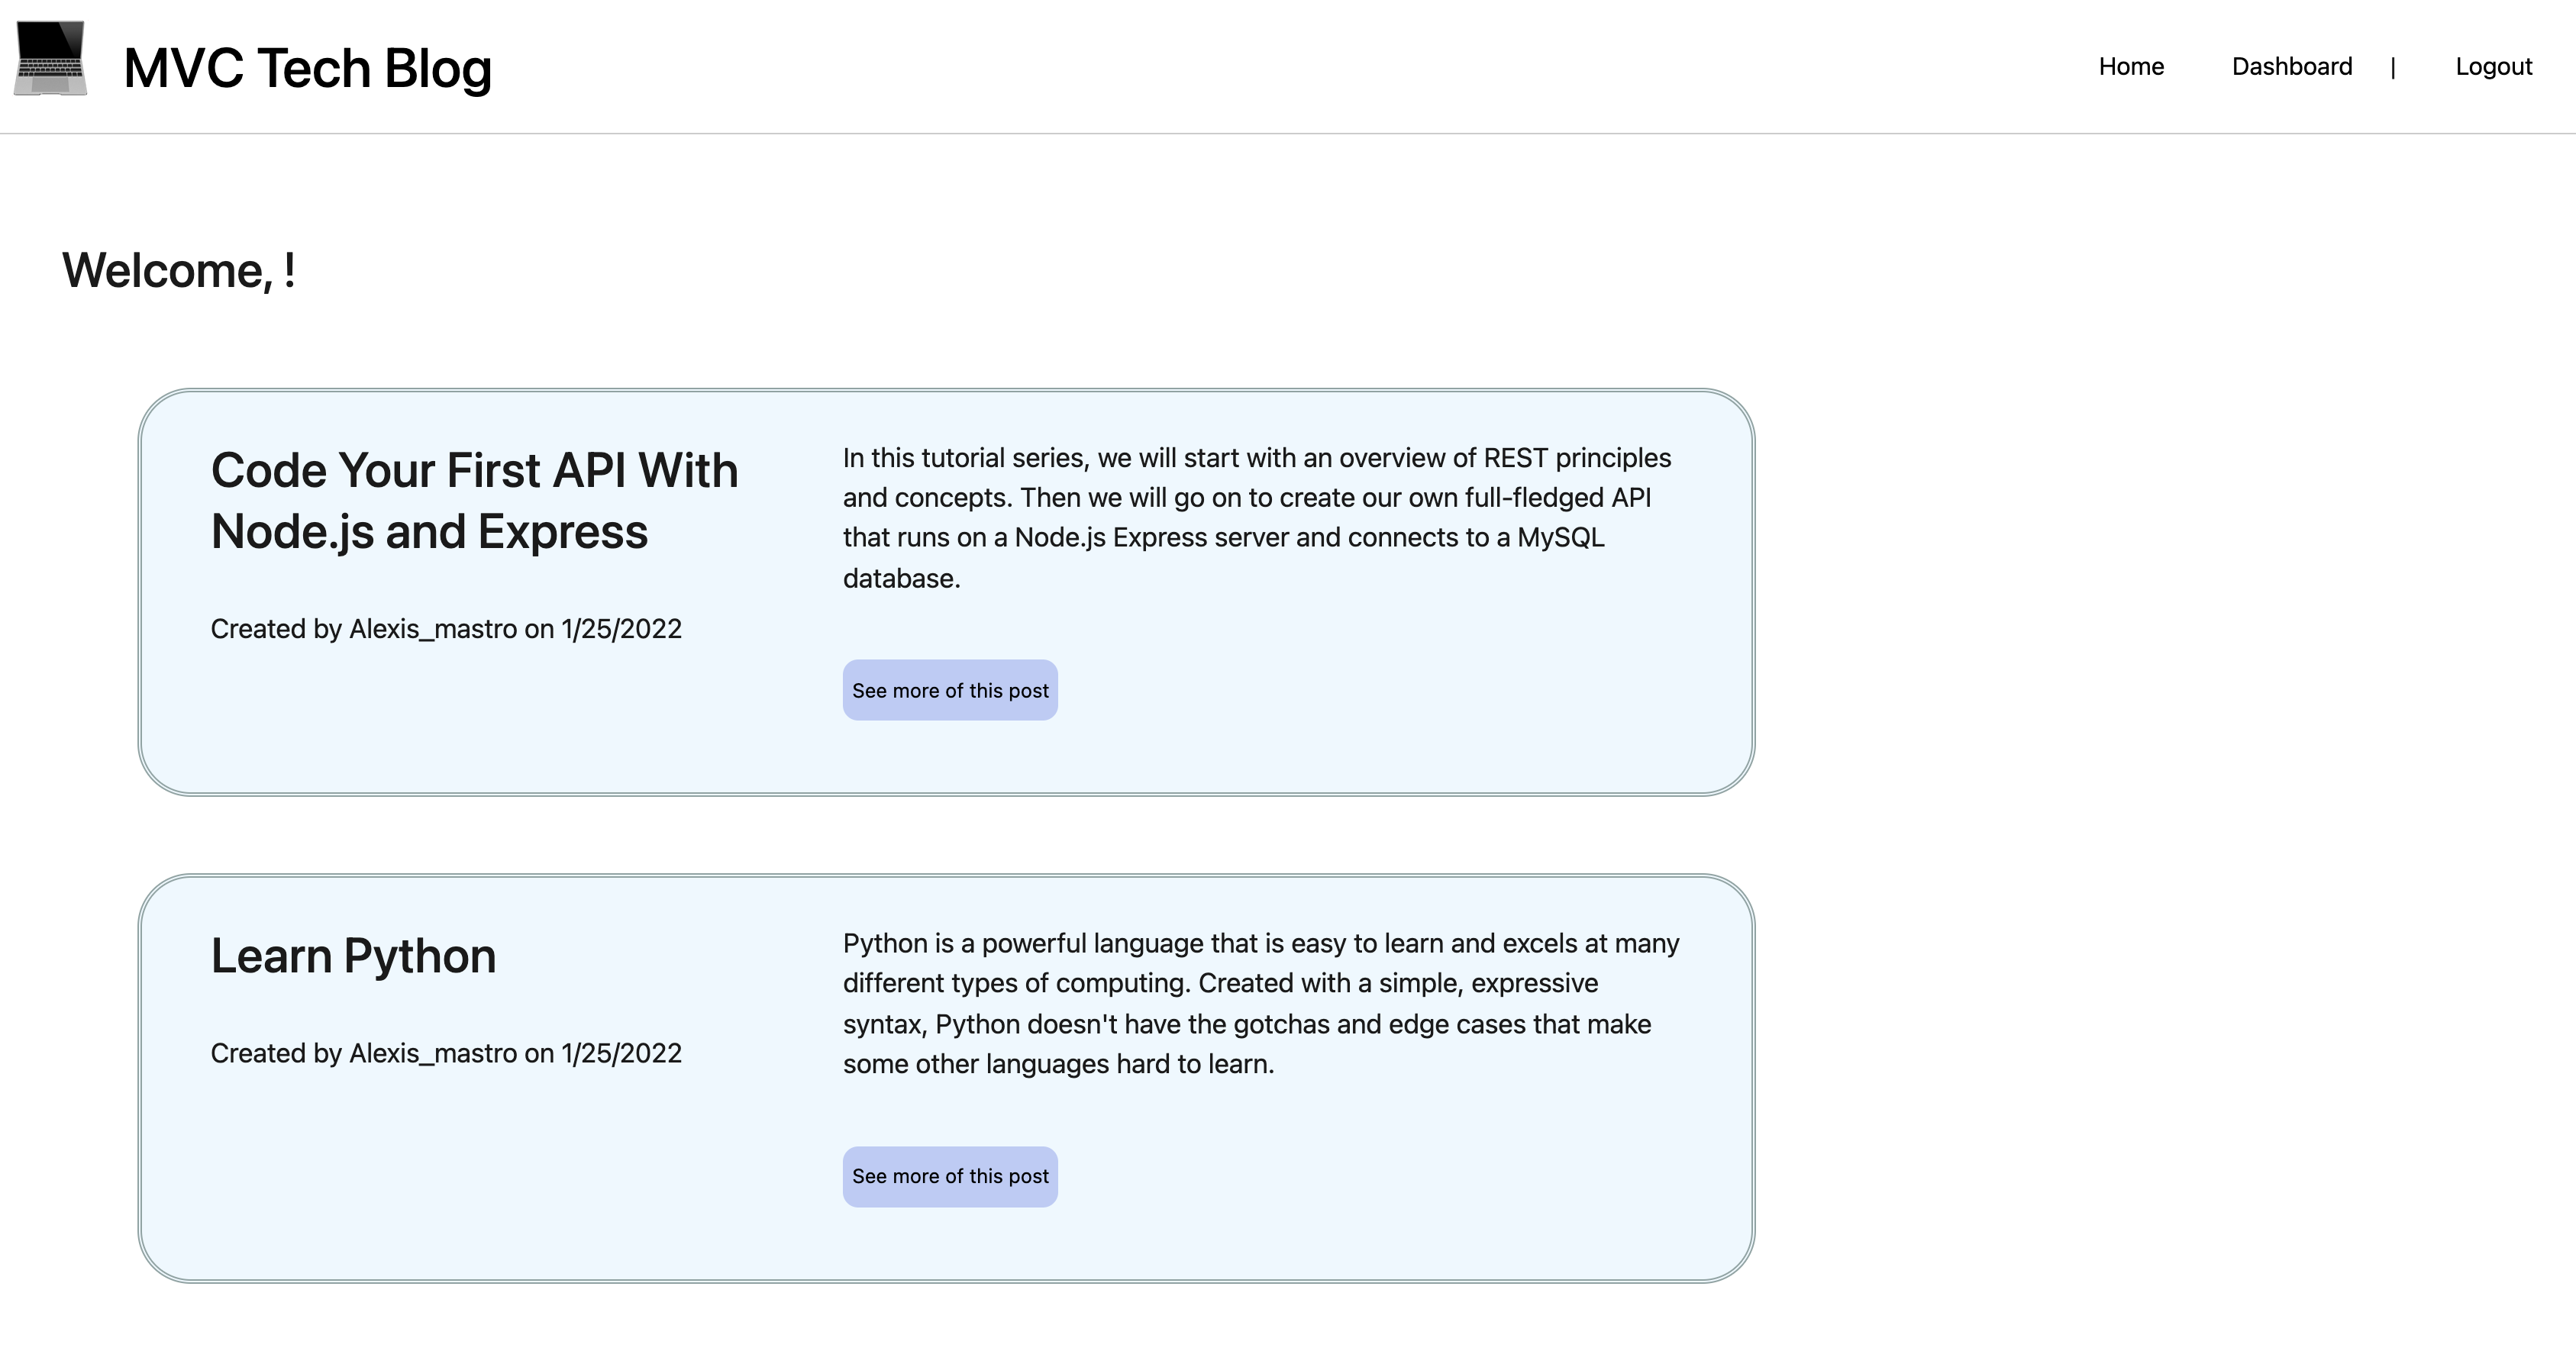 MVC Tech Blog
Home Dashboard | Logout
Welcome, !
Code Your First API With
Node.js and Express
Created by Alexis_mastro on 1/25/2022
In this tutorial series, we will start with an overview of REST principles
and concepts. Then we will go on to create our own full-fledged API
that runs on a Node.js Express server and connects to a MySQL
database.
See more of this post
Learn Python
Created by Alexis_mastro on 1/25/2022
Python is a powerful language that is easy to learn and excels at many
different types of computing. Created with a simple, expressive
syntax, Python doesn't have the gotchas and edge cases that make
some other languages hard to learn.
See more of this post